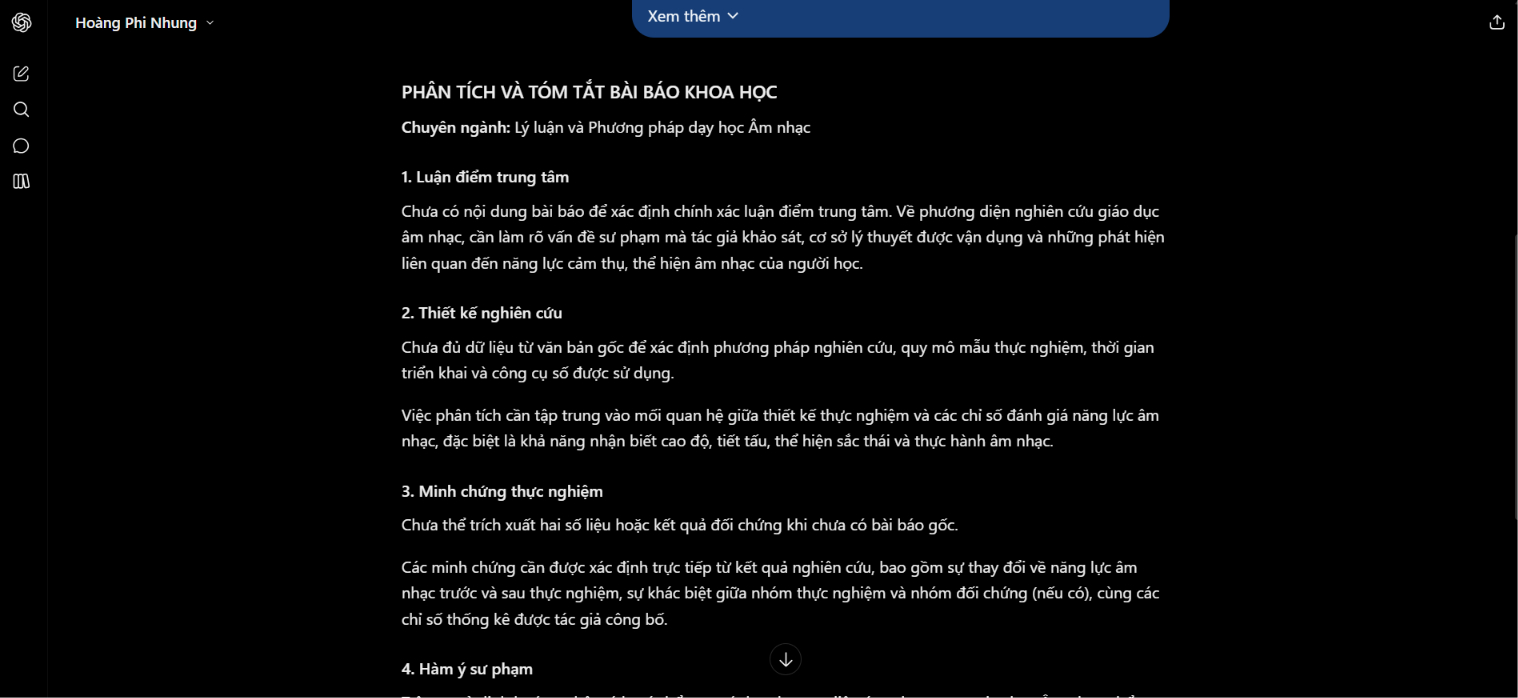 Hoàng Phi Nhung
Xem thêm
PHÂN TÍCH VÀ TÓM TẮT BÀI BÁO KHOA HỌC
Chuyên ngành: Lý luận và Phương pháp dạy học Âm nhạc
1. Luận điểm trung tâm
Chưa có nội dung bài báo để xác định chính xác luận điểm trung tâm. Về phương diện nghiên cứu giáo dục
âm nhạc, cần làm rõ vấn đề sư phạm mà tác giả khảo sát, cơ sở lý thuyết được vận dụng và những phát hiện
liên quan đến năng lực cảm thụ, thể hiện âm nhạc của người học.
2. Thiết kế nghiên cứu
Chưa đủ dữ liệu từ văn bản gốc để xác định phương pháp nghiên cứu, quy mô mẫu thực nghiệm, thời gian
triển khai và công cụ số được sử dụng.
Việc phân tích cần tập trung vào mối quan hệ giữa thiết kế thực nghiệm và các chỉ số đánh giá năng lực âm
nhạc, đặc biệt là khả năng nhận biết cao độ, tiết tấu, thể hiện sắc thái và thực hành âm nhạc.
3. Minh chứng thực nghiệm
Chưa thể trích xuất hai số liệu hoặc kết quả đối chứng khi chưa có bài báo gốc.
Các minh chứng cần được xác định trực tiếp từ kết quả nghiên cứu, bao gồm sự thay đổi về năng lực âm
nhạc trước và sau thực nghiệm, sự khác biệt giữa nhóm thực nghiệm và nhóm đối chứng (nếu có), cùng các
chỉ số thống kê được tác giả công bố.
4. Hàm ý sư phạm